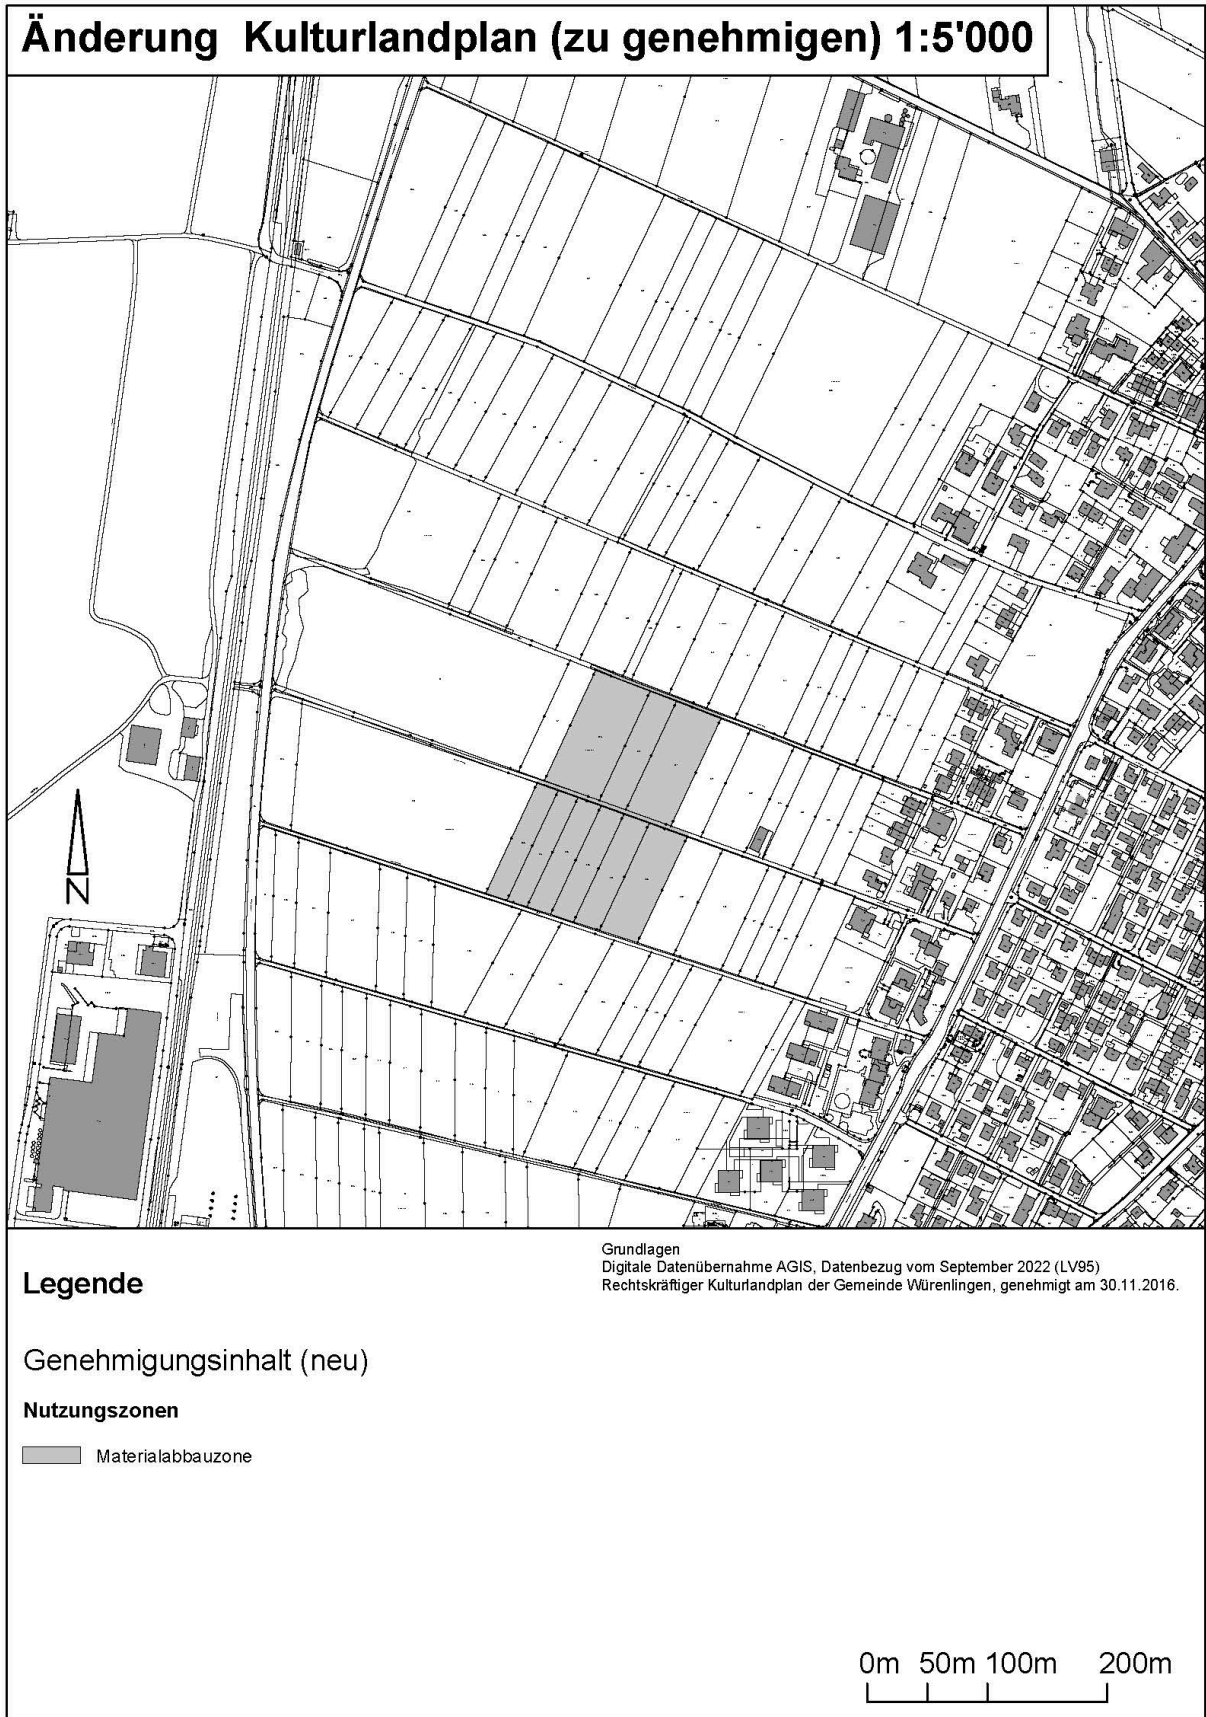 Änderung Kulturlandplan (zu genehmigen) 1:5'000
N
Grundlagen
Digitale Datenübernahme AGIS, Datenbezug vom September 2022 (LV95)
Rechtskräftiger Kulturlandplan der Gemeinde Würenlingen, genehmigt am 30.11.2016.
Legende
Genehmigungsinhalt (neu)
Nutzungszonen
Materialabbauzone
0m 50m 100m 200m